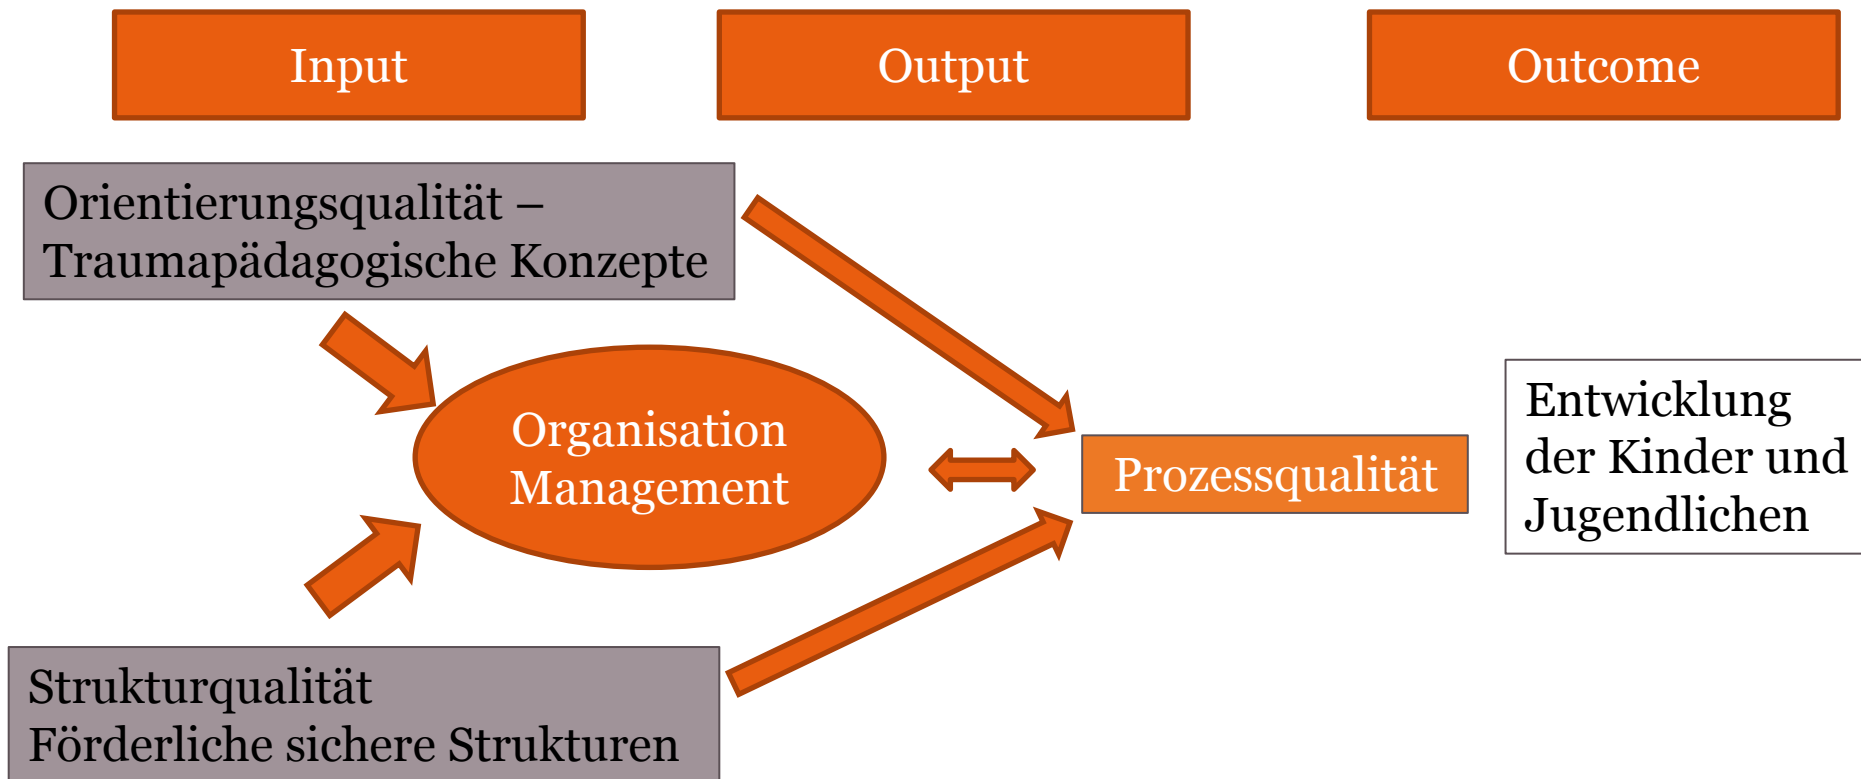 Input
Output
Outcome
Orientierungsqualität –
Traumapädagogische Konzepte
Organisation
Management
Prozessqualität
Entwicklung
der Kinder und
Jugendlichen
Strukturqualität
Förderliche sichere Strukturen